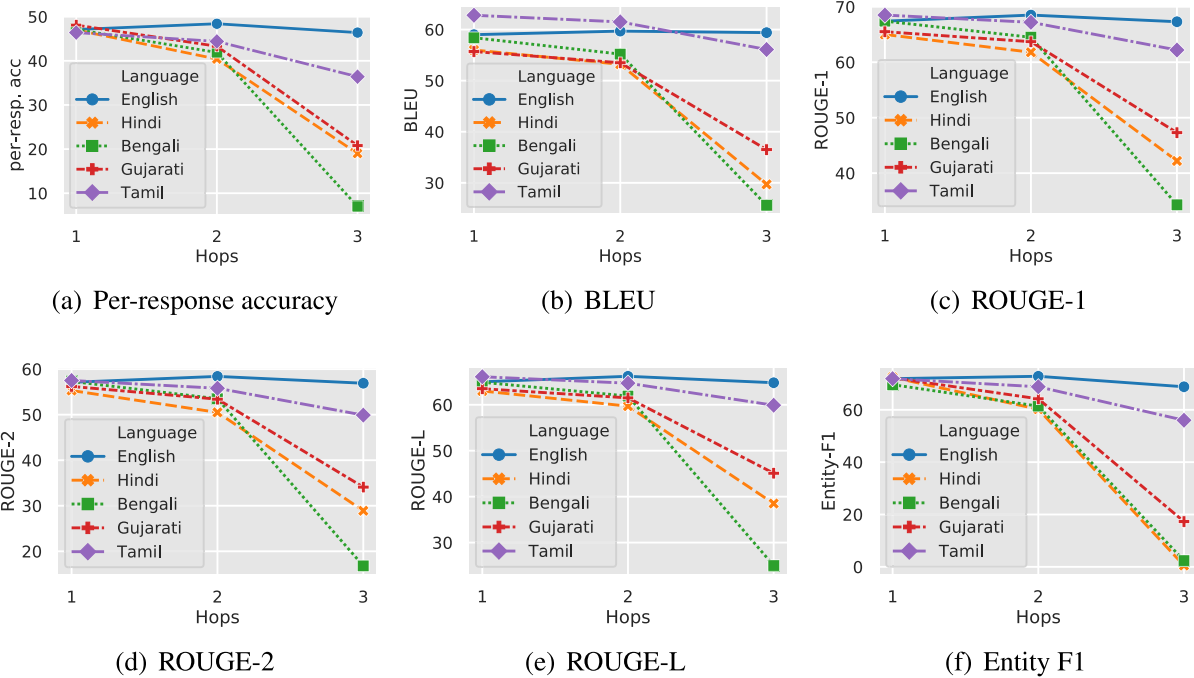 50
40
30
20
10
per-resp. acc
Language
English
Hindi
Bengali
Gujarati
Tamil
1 2 3
Hops
(a) Per-response accuracy
60
50
40
30
BLEU
Language
English
Hindi
Bengali
Gujarati
Tamil
1 2 3
Hops
(b) BLEU
70
60
50
40
ROUGE-1
Language
English
Hindi
Bengali
Gujarati
Tamil
1 2 3
Hops
(c) ROUGE-1
60
50
40
30
20
ROUGE-2
Language
English
Hindi
Bengali
Gujarati
Tamil
1 2 3
Hops
(d) ROUGE-2
60
50
40
30
ROUGE-L
Language
English
Hindi
Bengali
Gujarati
Tamil
1 2 3
Hops
(e) ROUGE-L
60
40
20
0
Entity-F1
Language
English
Hindi
Bengali
Gujarati
Tamil
1 2 3
Hops
(f) Entity F1